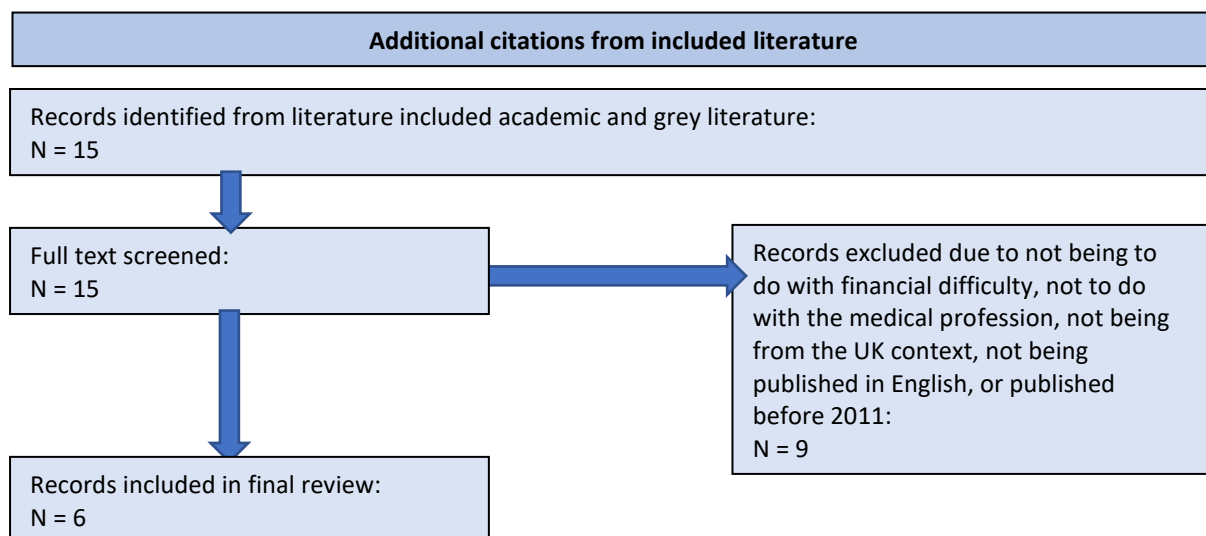 Additional citations from included literature
Records identified from literature included academic and grey literature:
N = 15
Full text screened:
N = 15
Records excluded due to not being to
do with financial difficulty, not to do
with the medical profession, not being
from the UK context, not being
published in English, or published
before 2011:
N = 9
Records included in final review:
N = 6